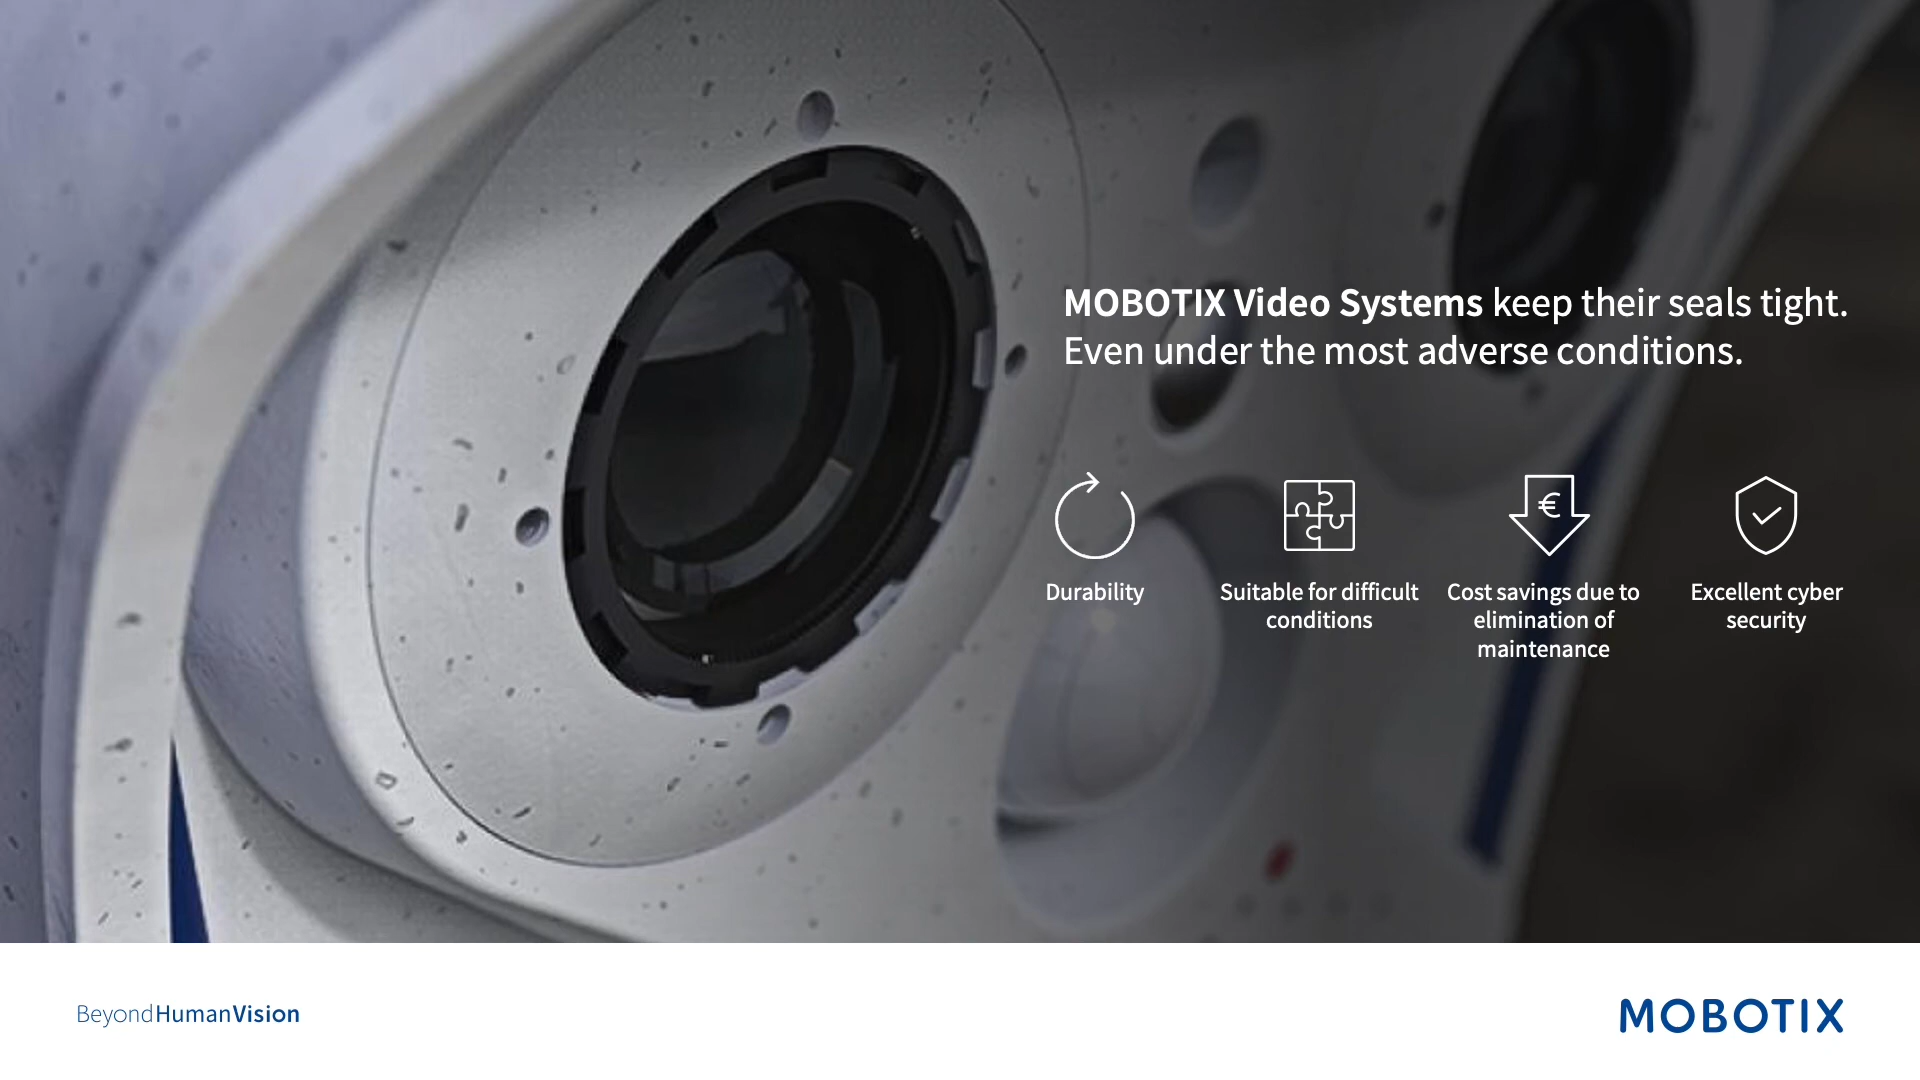 MOBOTIX Video Systems keep their seals tight.
Even under the most adverse conditions.
€
Durability
Suitable for difficult
conditions
Cost savings due to
elimination of
maintenance
Excellent cyber
security
BeyondHumanVision
MOBOTIX